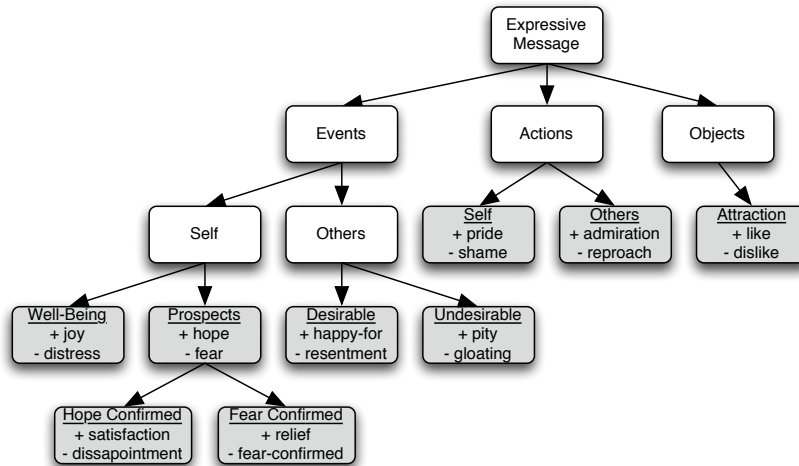 Expressive
Message
Events
Actions
Objects
Self
Others
Self
+ pride
- shame
Others
+ admiration
- reproach
Attraction
+ like
- dislike
Well-Being
+ joy
- distress
Prospects
+ hope
- fear
Desirable
+ happy-for
- resentment
Undesirable
+ pity
- gloating
Hope Confirmed
+ satisfaction
- dissapointment
Fear Confirmed
+ relief
- fear-confirmed